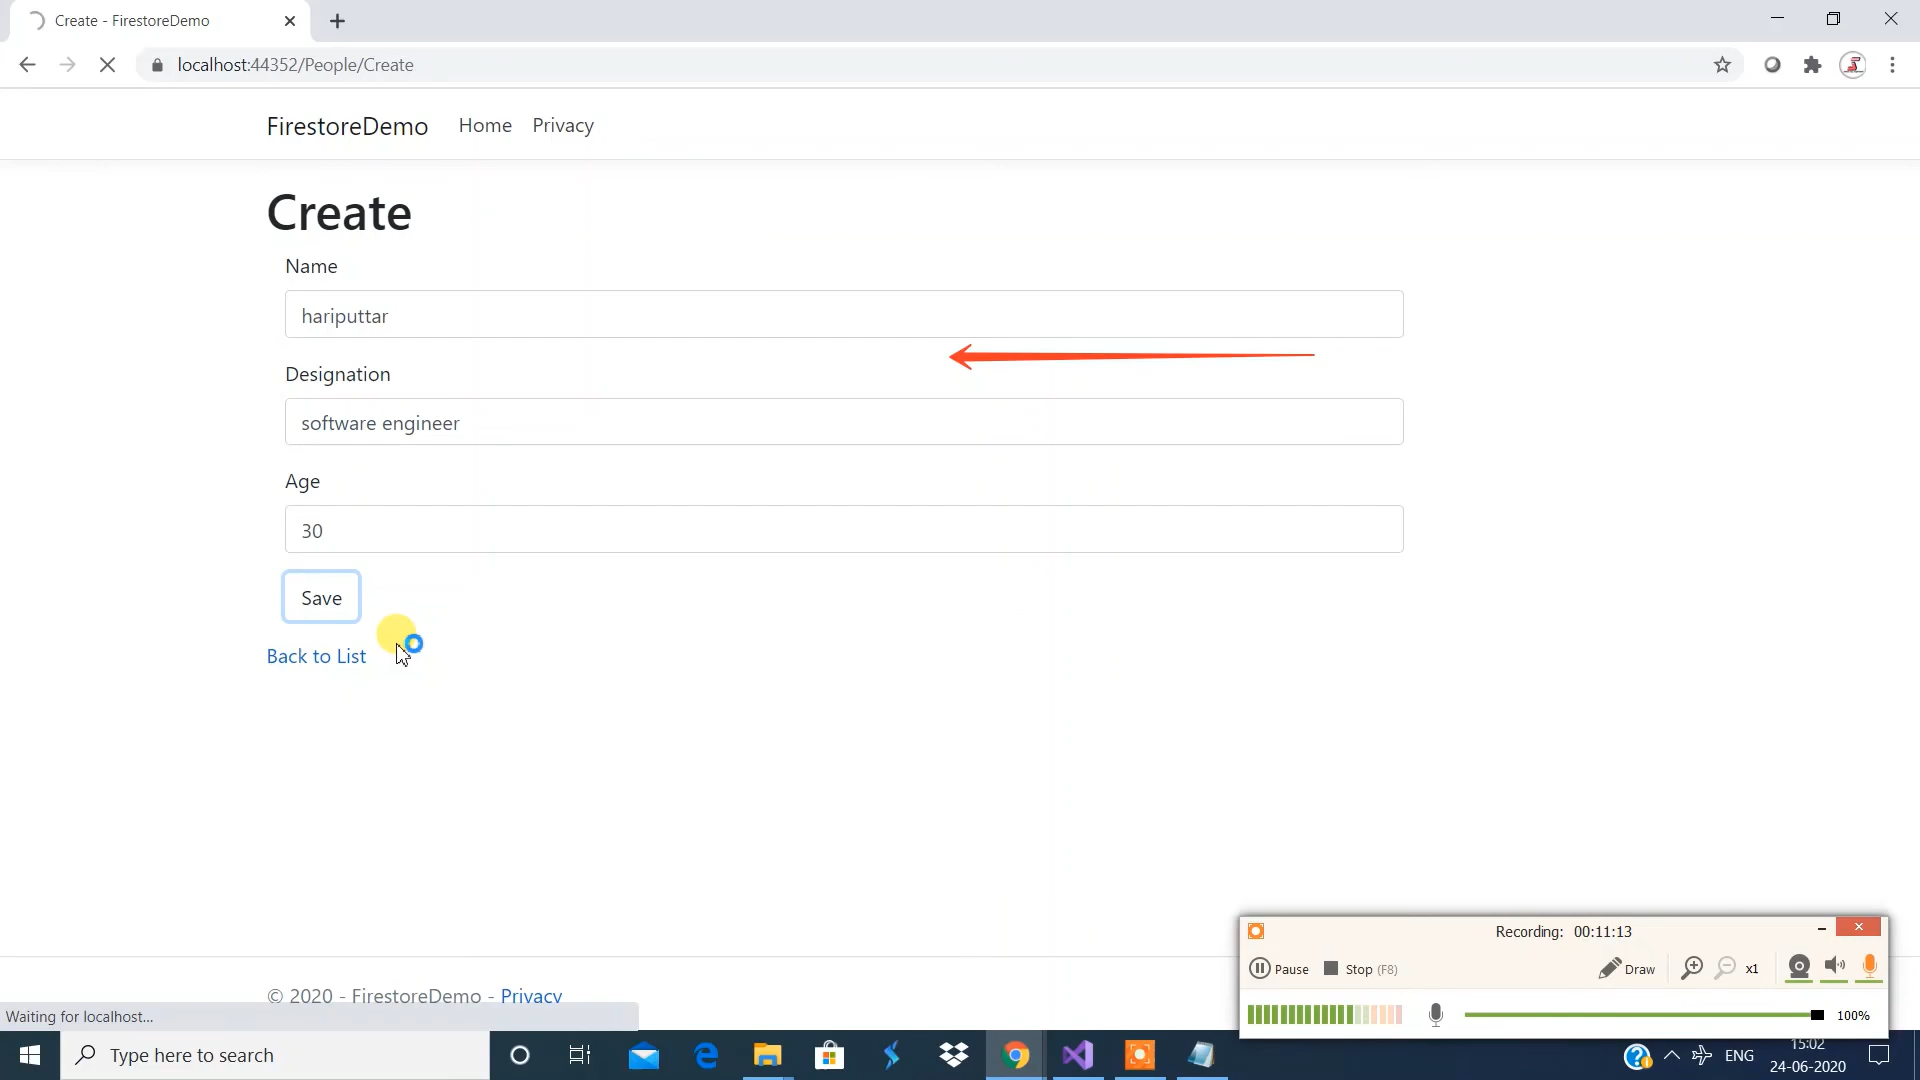 Create - FirestoreDemo
localhost:44352/People/Create
FirestoreDemo Home Privacy
Create
Name
hariputtar
Designation
software engineer
Age
30
Save
Back to List
Recording: 00:11:13
Pause Stop (F8) Draw x1
© 2020 - FirestoreDemo - Privacy
100%
Waiting for localhost...
Type here to search
ENG
15:02
24-06-2020